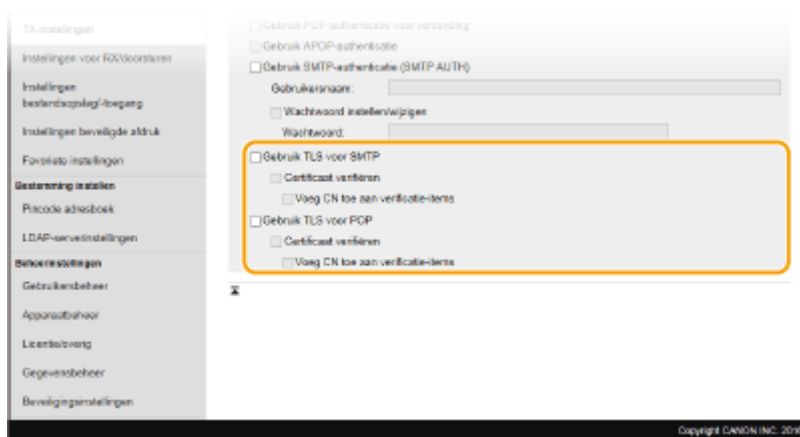 TX-instellingen
Instellingen voor RX/doorsturen
Instellingen
bestandsopslag/-toegang
Instellingen beveiligde afdruk
Favoriete instellingen
Bestemming instellen
Pincode adresboek
LDAP-serverinstellingen
Beheerinstellingen
Gebruikersbeheer
Apparaatbeheer
Licentie/overig
Gegevensbeheer
Beveiligingsinstellingen
Gebruik POP-authenticatie voor verzending
Gebruik APOP-authenticatie
Gebruik SMTP-authenticatie (SMTP AUTH)
Gebruikersnaam:
Wachtwoord instellen/wijzigen
Wachtwoord:
Gebruik TLS voor SMTP
Certificaat verifiëren
Voeg CN toe aan verificatie-items
Gebruik TLS voor POP
Certificaat verifiëren
Voeg CN toe aan verificatie-items
Copyright CANON INC. 2016